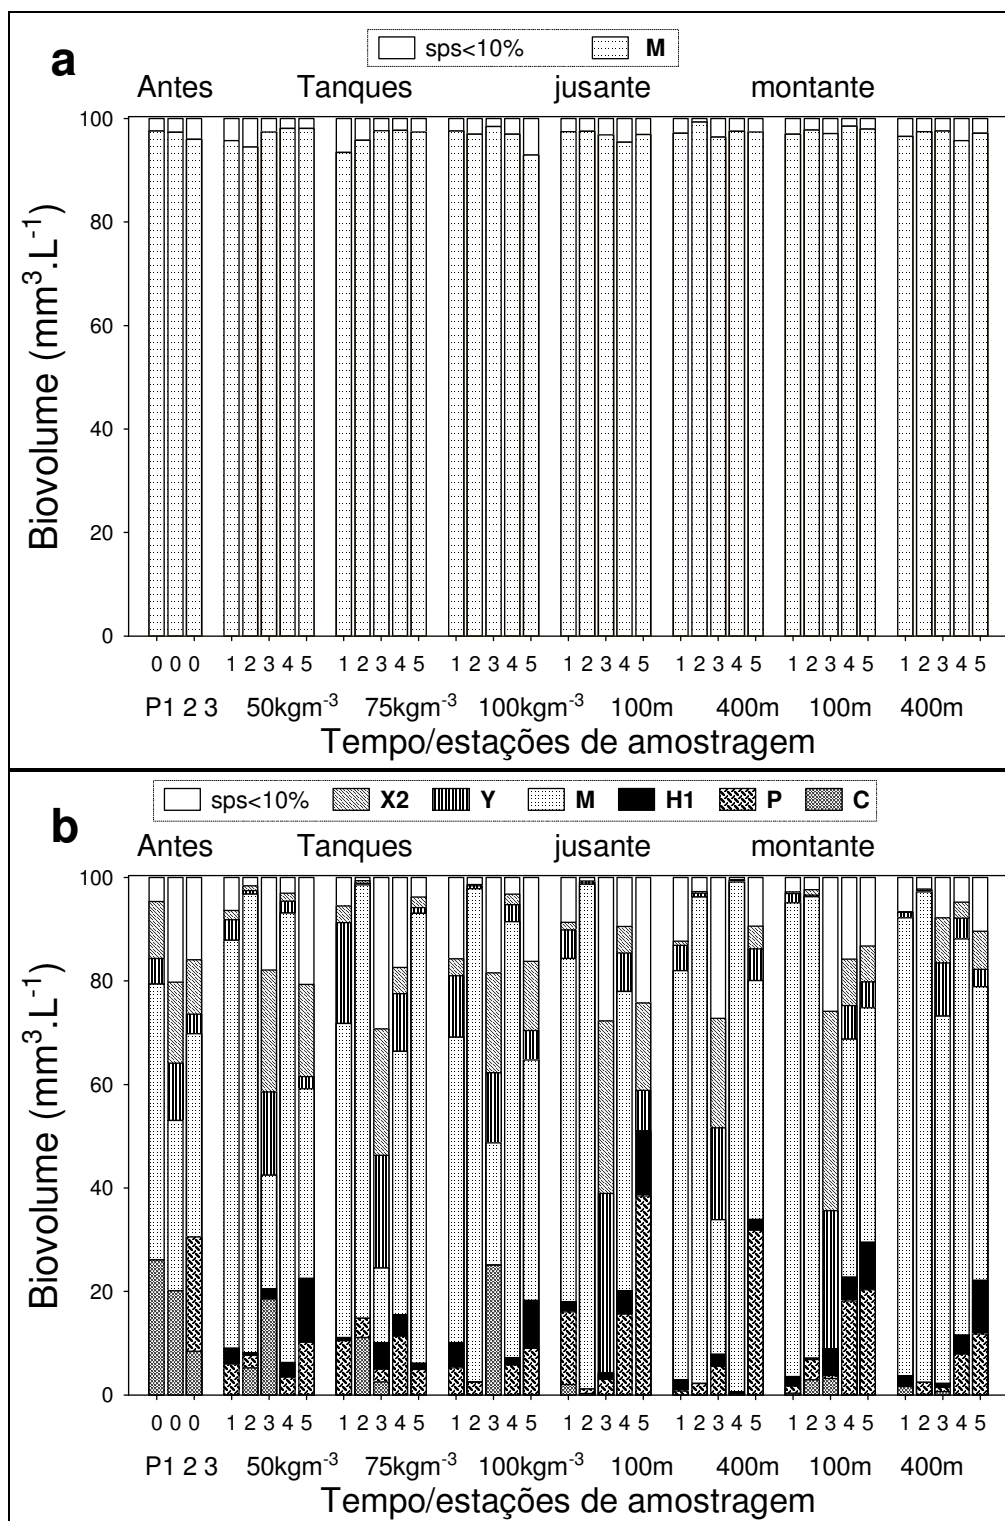 a
sps<10% M
Antes Tanques jusante montante
100
80
60
40
20
0
Biovolume (mm³.L⁻¹)
0 0 0 1 2 3 4 5 1 2 3 4 5 1 2 3 4 5 1 2 3 4 5 1 2 3 4 5 1 2 3 4 5 1 2 3 4 5
P1 2 3 50kgm⁻³ 75kgm⁻³ 100kgm⁻³ 100m 400m 100m 400m
Tempo/estações de amostragem
sps<10% X2 Y M H1 P C
b
Antes Tanques jusante montante
100
80
60
40
20
0
Biovolume (mm³.L⁻¹)
0 0 0 1 2 3 4 5 1 2 3 4 5 1 2 3 4 5 1 2 3 4 5 1 2 3 4 5 1 2 3 4 5 1 2 3 4 5
P1 2 3 50kgm⁻³ 75kgm⁻³ 100kgm⁻³ 100m 400m 100m 400m
Tempo/estações de amostragem